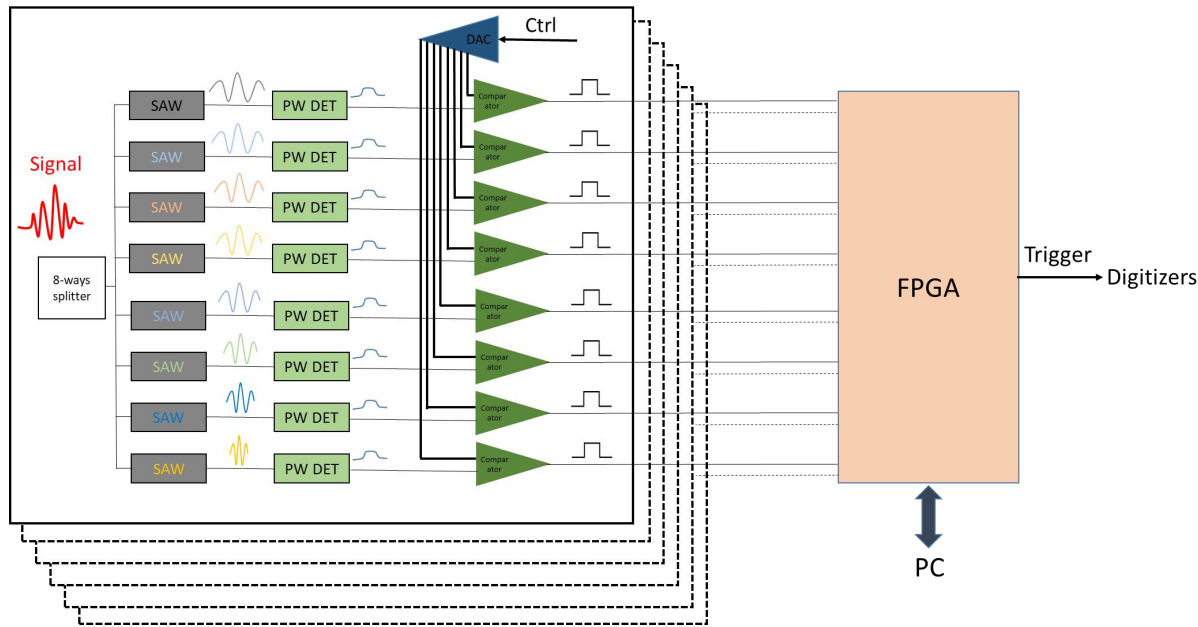 DAC
Ctrl
SAW
PW DET
Compar
ator
SAW
PW DET
Compar
ator
Signal
SAW
PW DET
Compar
ator
SAW
PW DET
Compar
ator
8-ways
splitter
SAW
PW DET
Compar
ator
SAW
PW DET
Compar
ator
SAW
PW DET
Compar
ator
SAW
PW DET
Compar
ator
FPGA
Trigger
Digitizers
PC